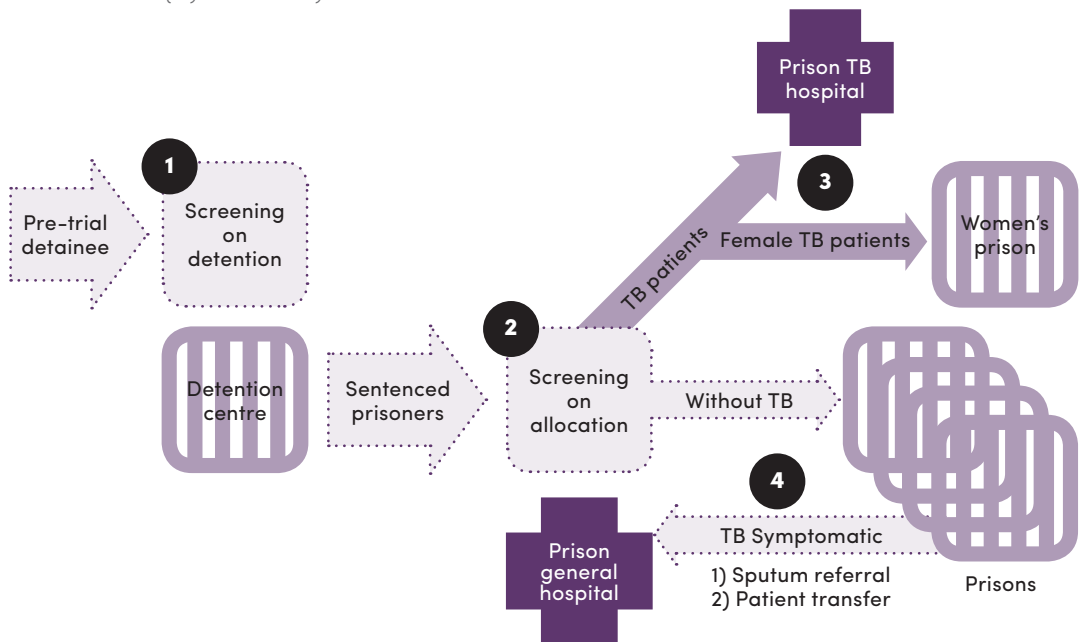 Prison TB
hospital
1
3
Pre-trial
detainee
Screening
on
detention
TB patients
Female TB patients
Women's
prison
2
Detention
centre
Sentenced
prisoners
Screening
on
allocation
Without TB
4
Prison
general
hospital
TB Symptomatic
1) Sputum referral
2) Patient transfer
Prisons